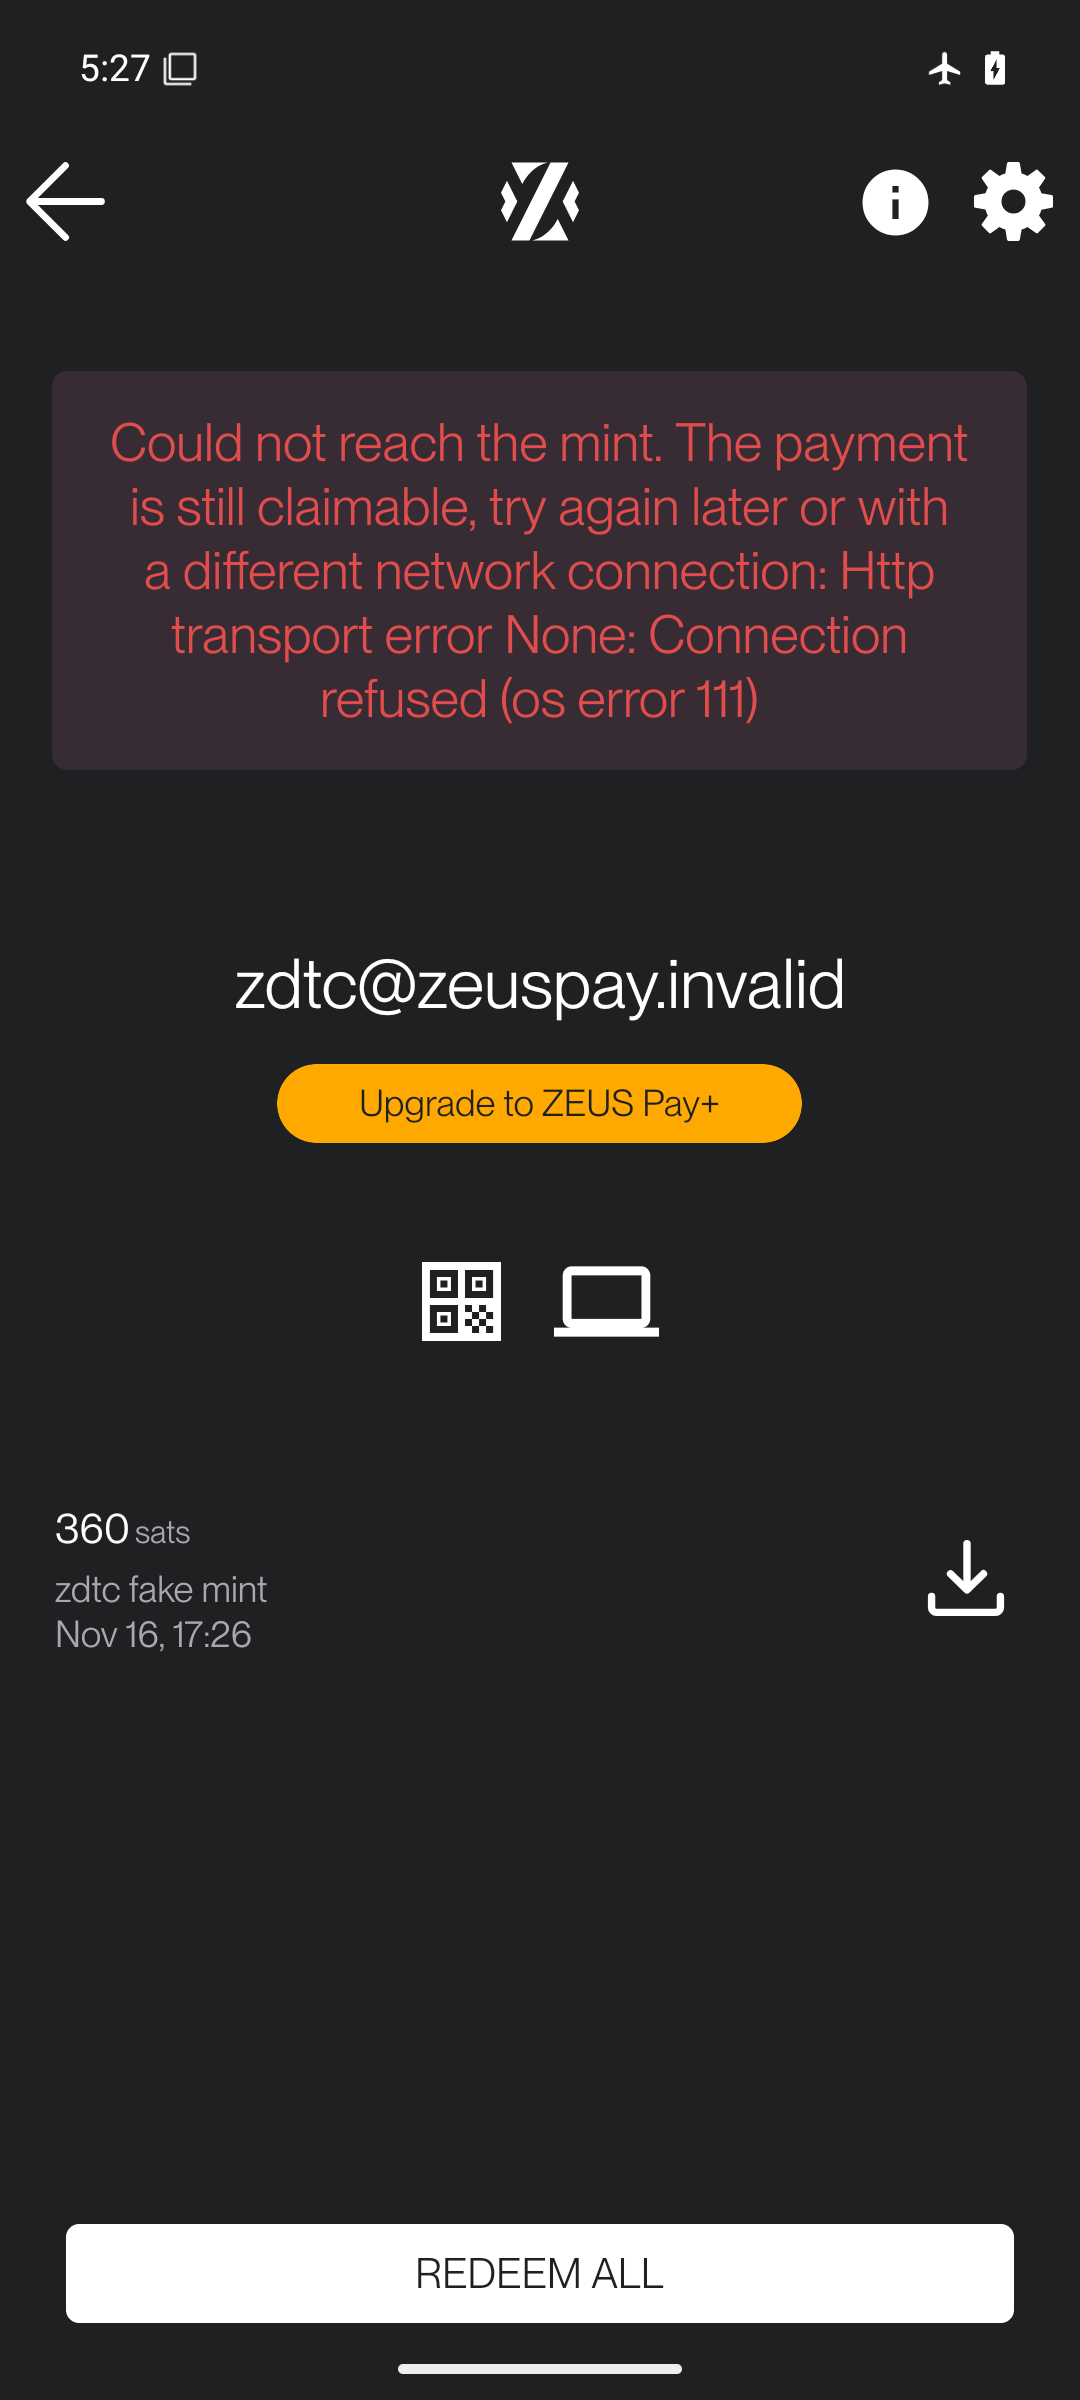 5:27
Could not reach the mint. The payment
is still claimable, try again later or with
a different network connection: Http
transport error None: Connection
refused (os error 111)
zdtc@zeuspay.invalid
Upgrade to ZEUS Pay+
360 sats
zdtc fake mint
Nov 16, 17:26
REDEEM ALL